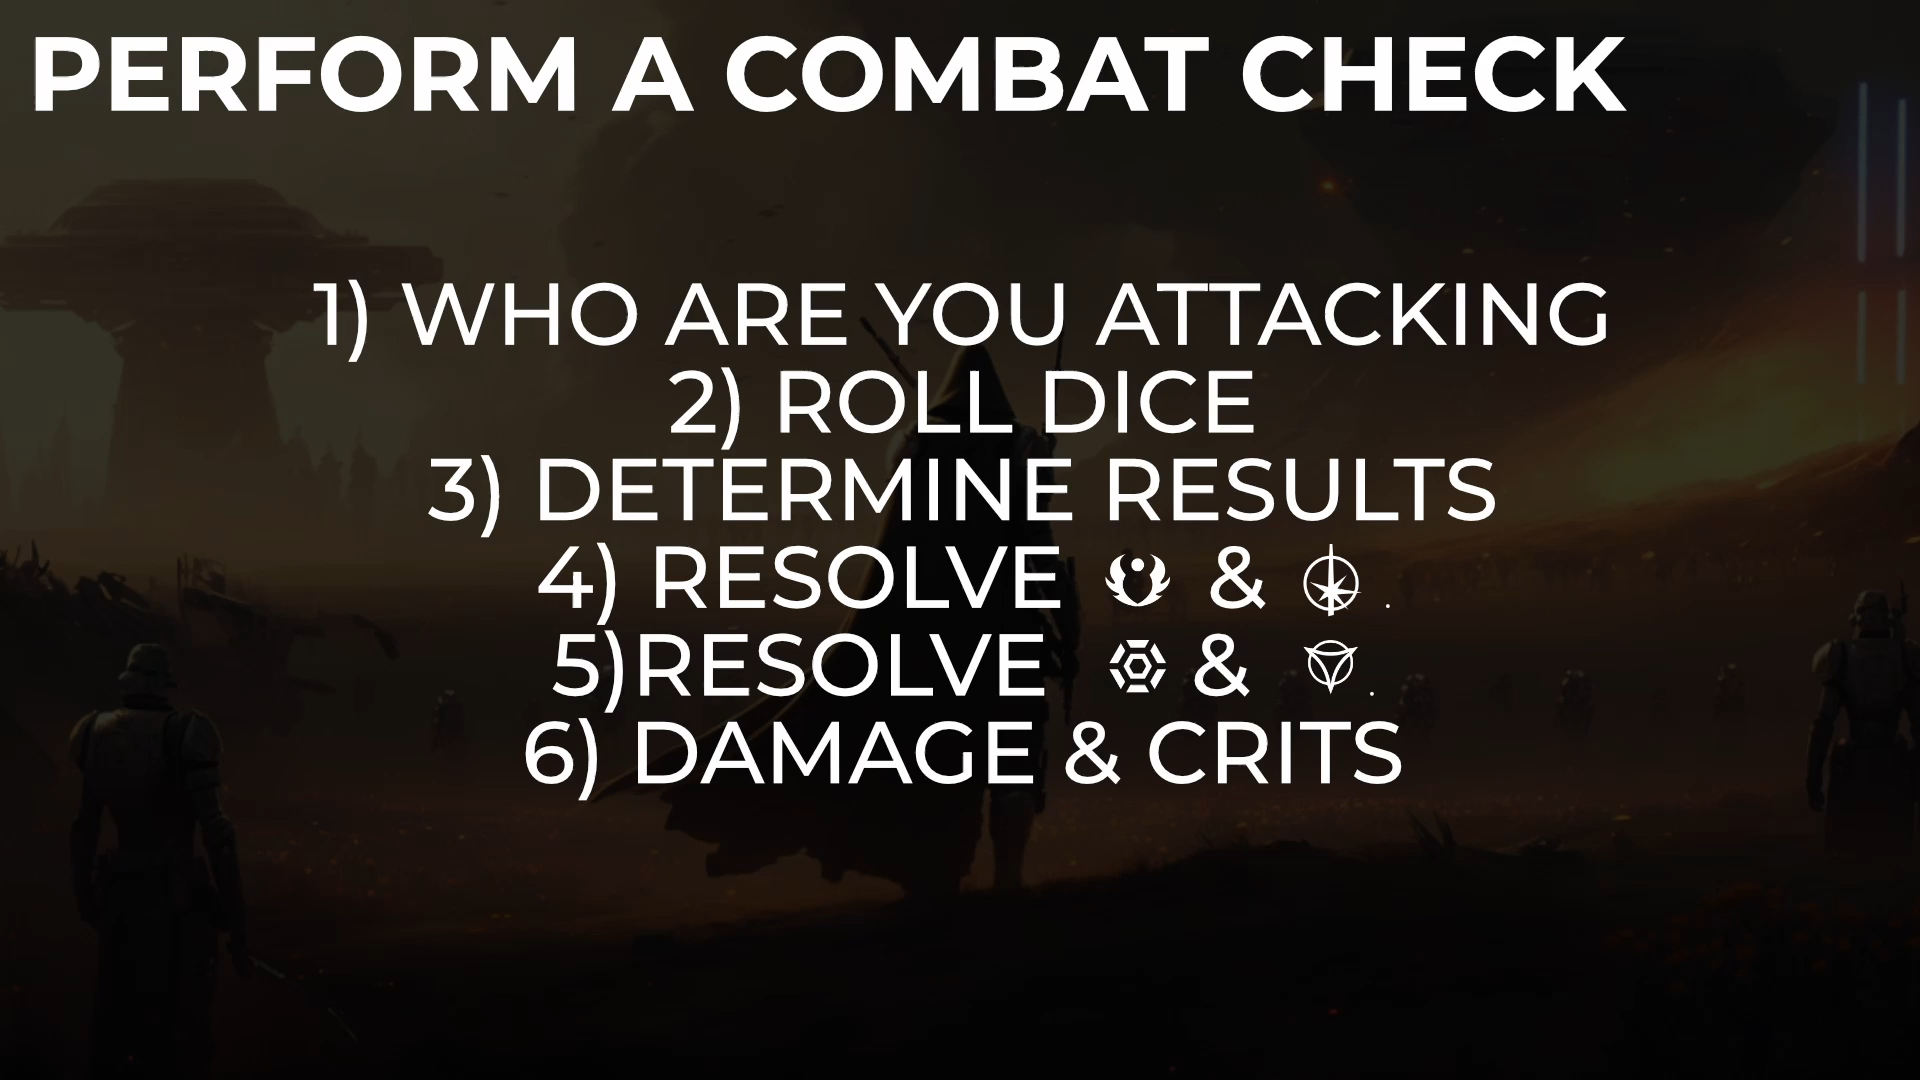 PERFORM A COMBAT CHECK
1) WHO ARE YOU ATTACKING
2) ROLL DICE
3) DETERMINE RESULTS
4) RESOLVE & .
5)RESOLVE & .
6) DAMAGE & CRITS